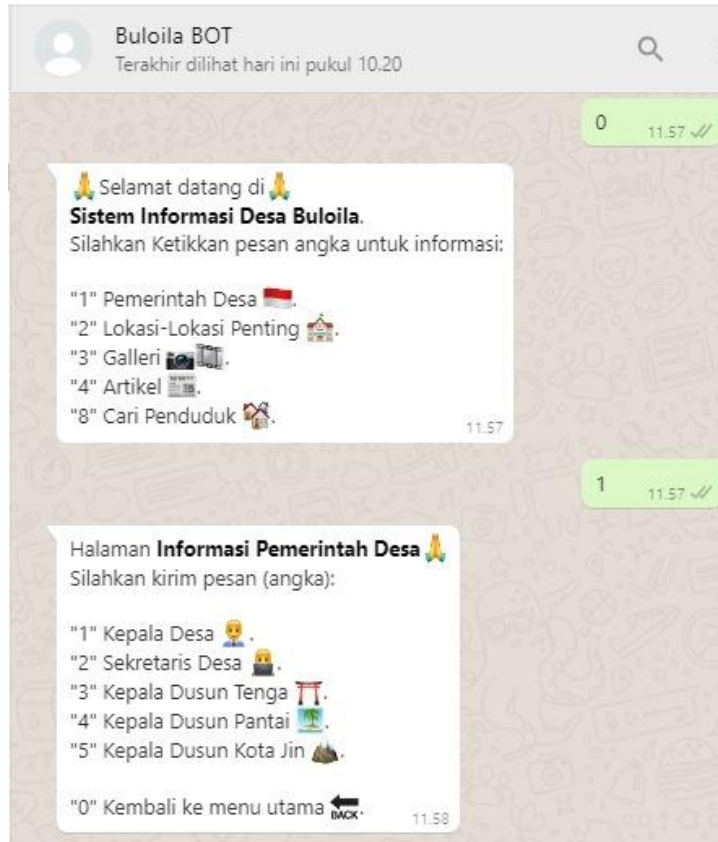 Buloila BOT
Terakhir dilihat hari ini pukul 10.20
0 11.57
🙏 Selamat datang di 🙏
Sistem Informasi Desa Buloila.
Silahkan Ketikkan pesan angka untuk informasi:
"1" Pemerintah Desa 🇮🇩.
"2" Lokasi-Lokasi Penting 🏫.
"3" Galleri 📷🎞.
"4" Artikel 📰.
"8" Cari Penduduk 🏘.
11.57
1 11.57
Halaman Informasi Pemerintah Desa 🙏
Silahkan kirim pesan (angka):
"1" Kepala Desa 👨‍💼.
"2" Sekretaris Desa 👨‍💻.
"3" Kepala Dusun Tenga ⛩.
"4" Kepala Dusun Pantai 🏝.
"5" Kepala Dusun Kota Jin ⛰.
"0" Kembali ke menu utama 🔙.
11.58